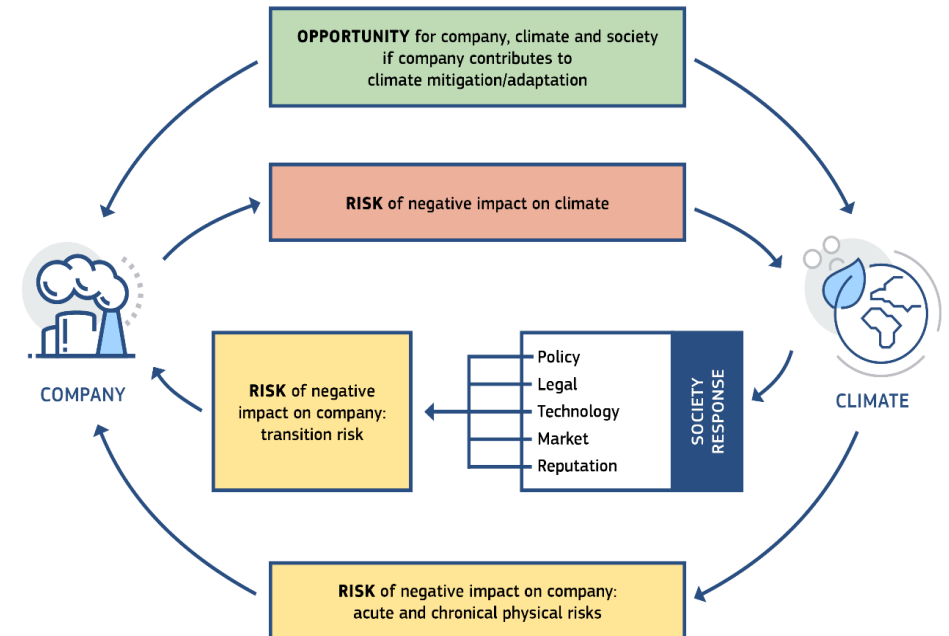 OPPORTUNITY for company, climate and society
if company contributes to
climate mitigation/adaptation
RISK of negative impact on climate
COMPANY
RISK of negative
impact on company:
transition risk
Policy
Legal
Technology
Market
Reputation
SOCIETY
RESPONSE
CLIMATE
RISK of negative impact on company:
acute and chronical physical risks